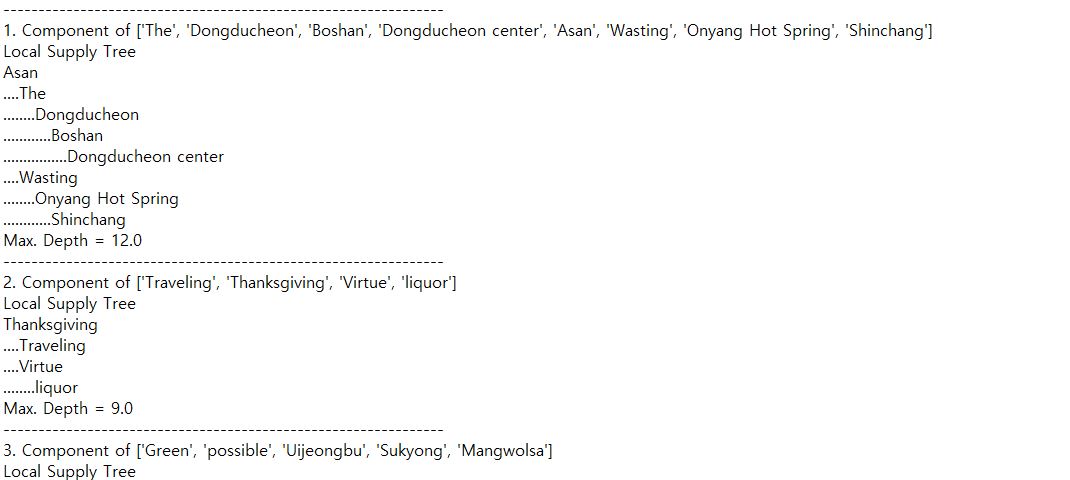 ---------------------------------------------------------------
1. Component of ['The', 'Dongducheon', 'Boshan', 'Dongducheon center', 'Asan', 'Wasting', 'Onyang Hot Spring', 'Shinchang']
Local Supply Tree
Asan
....The
........Dongducheon
............Boshan
................Dongducheon center
....Wasting
........Onyang Hot Spring
............Shinchang
Max. Depth = 12.0
---------------------------------------------------------------
2. Component of ['Traveling', 'Thanksgiving', 'Virtue', 'liquor']
Local Supply Tree
Thanksgiving
....Traveling
....Virtue
........liquor
Max. Depth = 9.0
---------------------------------------------------------------
3. Component of ['Green', 'possible', 'Uijeongbu', 'Sukyong', 'Mangwolsa']
Local Supply Tree